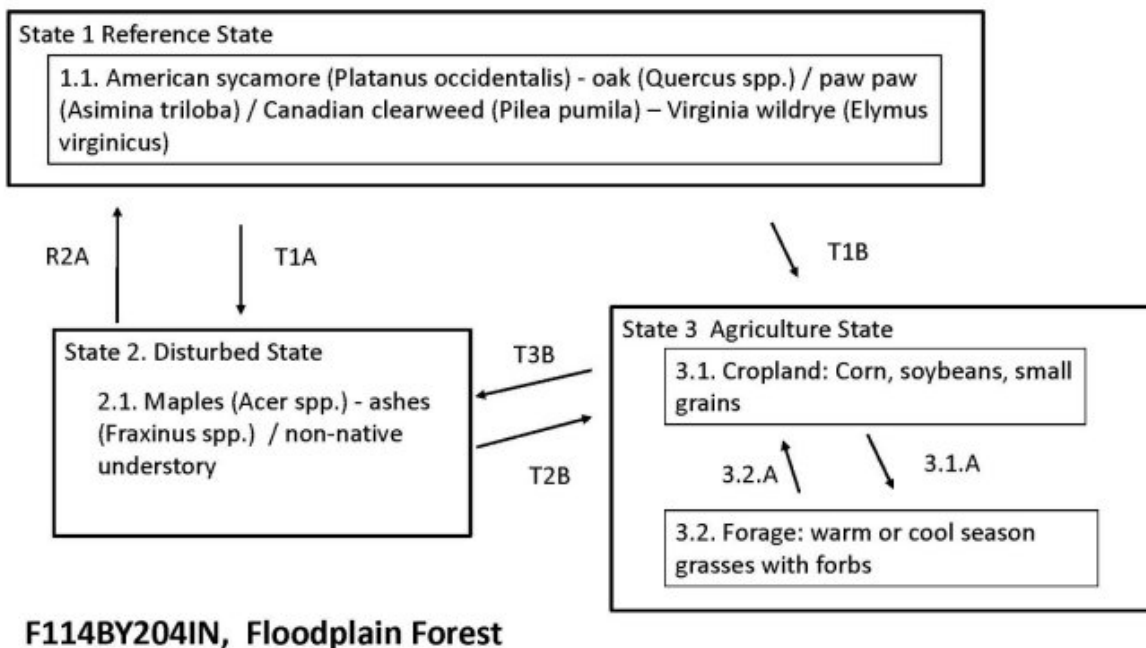 State 1 Reference State
1.1. American sycamore (Platanus occidentalis) - oak (Quercus spp.) / paw paw
(Asimina triloba) / Canadian clearweed (Pilea pumila) – Virginia wildrye (Elymus
virginicus)
R2A
T1A
T1B
State 2. Disturbed State
2.1. Maples (Acer spp.) - ashes
(Fraxinus spp.)  / non-native
understory
T3B
T2B
State 3  Agriculture State
3.1. Cropland: Corn, soybeans, small
grains
3.2.A
3.1.A
3.2. Forage: warm or cool season
grasses with forbs
F114BY204IN,  Floodplain Forest